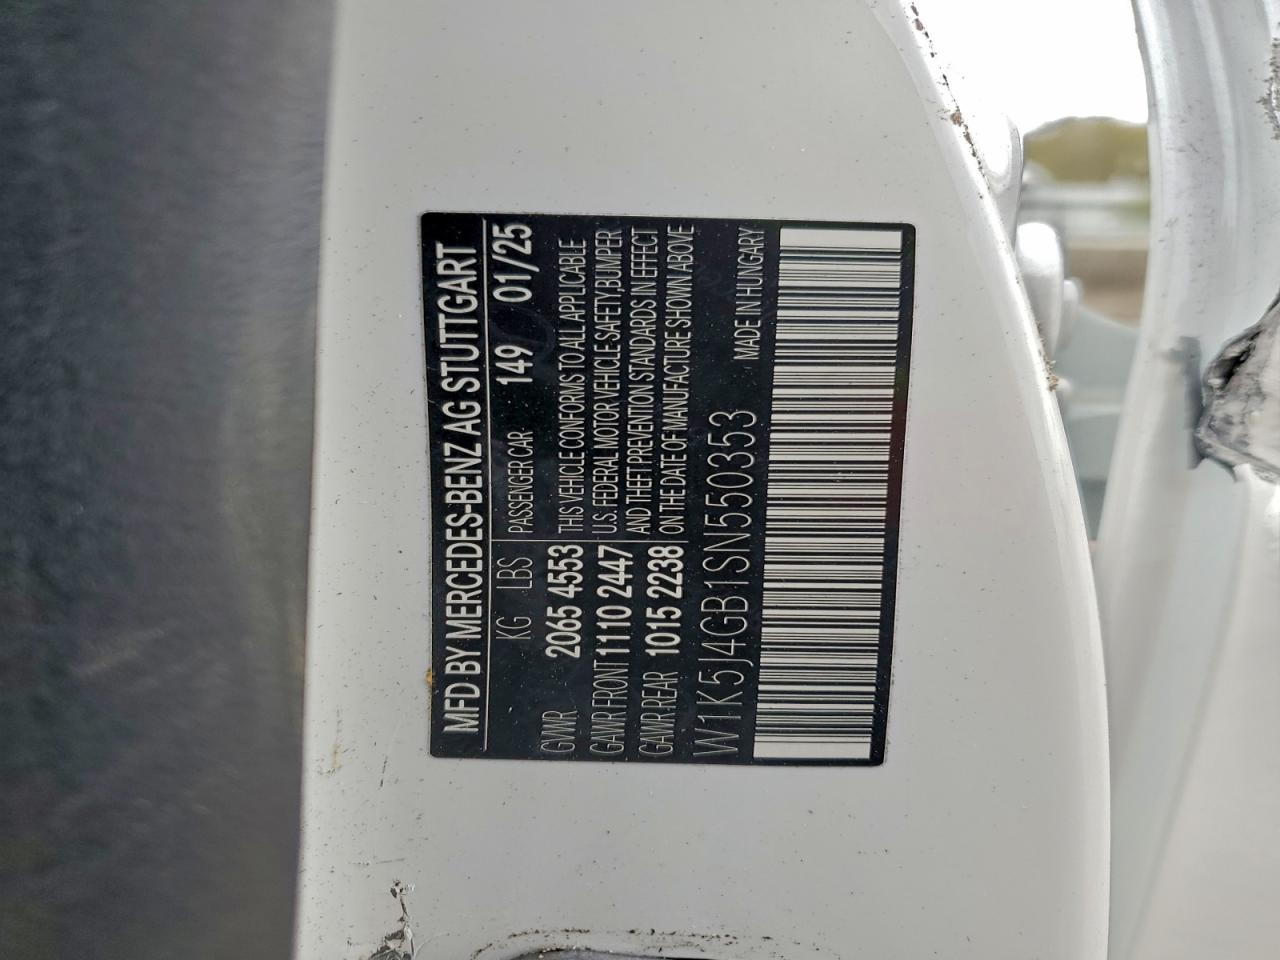 MFD BY MERCEDES-BENZ AG STUTTGART
KG LBS PASSENGER CAR 149 01/25
GVWR 2065 4553 THIS VEHICLE CONFORMS TO ALL APPLICABLE
GAWR FRONT 1110 2447 U.S. FEDERAL MOTOR VEHICLE SAFETY,BUMPER
GAWR REAR 1015 2238 AND THEFT PREVENTION STANDARDS IN EFFECT
ON THE DATE OF MANUFACTURE SHOWN ABOVE
W1K5J4GB1SN550353 MADE IN HUNGARY